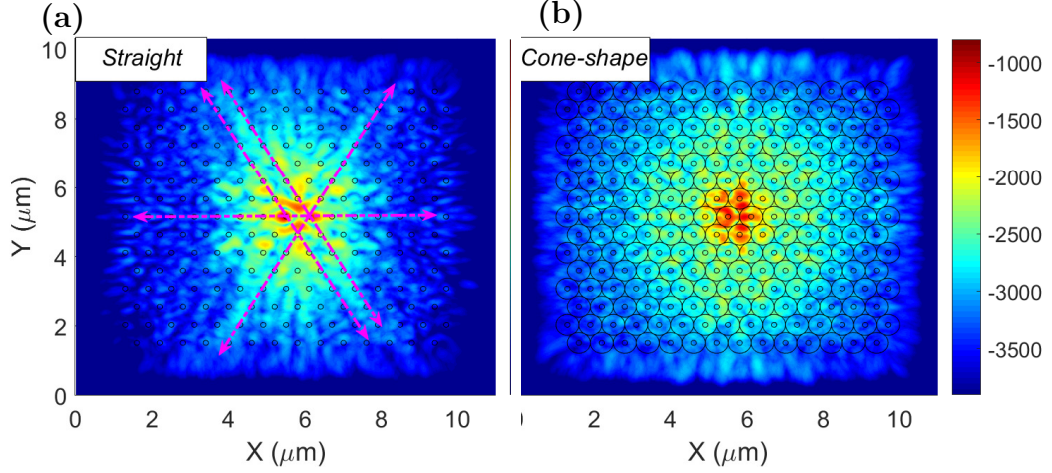 (a) (b)
Straight Cone-shape
10
8
6
4
2
0
Y (μm)
0 2 4 6 8 10
X (μm)
0 2 4 6 8 10
X (μm)
-1000
-1500
-2000
-2500
-3000
-3500